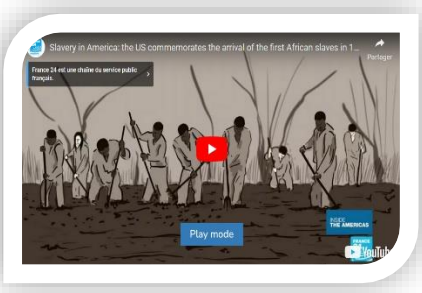 Slavery in America: the US commemorates the arrival of the first African slaves in 1...
Partager
France 24 est une chaîne du service public
français.
Play mode
INSIDE
THE AMERICAS
FRANCE
YouTube